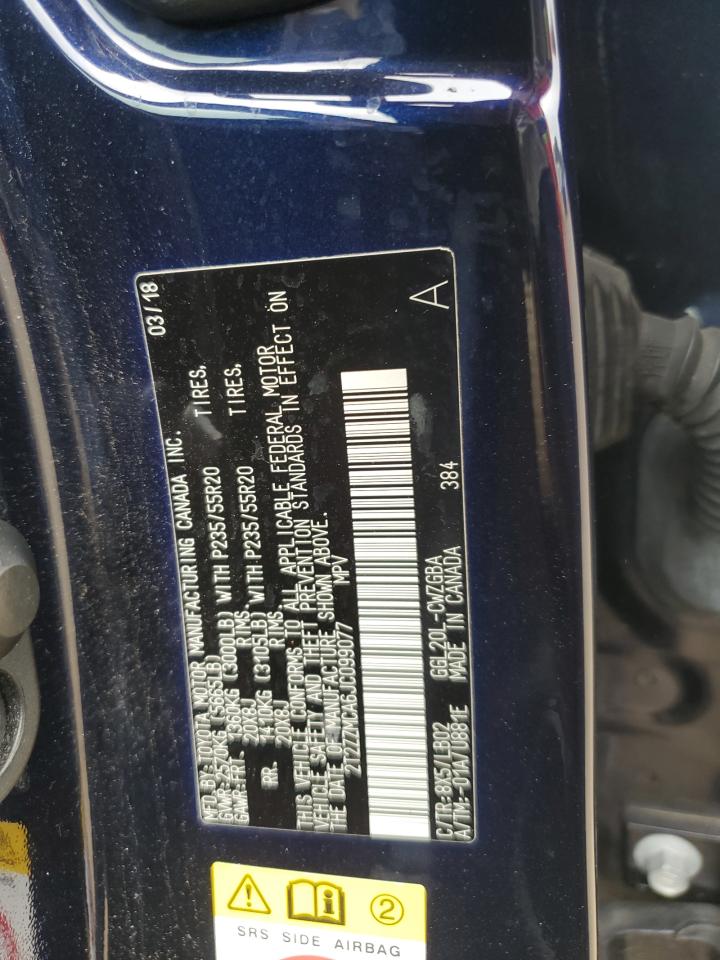 MFD BY: TOYOTA MOTOR MANUFACTURING CANADA INC. 03/18
GVWR: 2570KG (5665LB)
GAWR:FRT. 1360KG (3000LB) WITH P235/55R20 TIRES,
20X8J RIMS.
RR. 1410KG (3105LB) WITH P235/55R20 TIRES,
20X8J RIMS.
THIS VEHICLE CONFORMS TO ALL APPLICABLE FEDERAL MOTOR
VEHICLE SAFETY AND THEFT PREVENTION STANDARDS IN EFFECT ON
THE DATE OF MANUFACTURE SHOWN ABOVE.
MPV
C/TR:8X5/LB02 GGL20L-CWZGBA
A/TM:-01A/U881E MADE IN CANADA 384
A
2
SRS SIDE AIRBAG